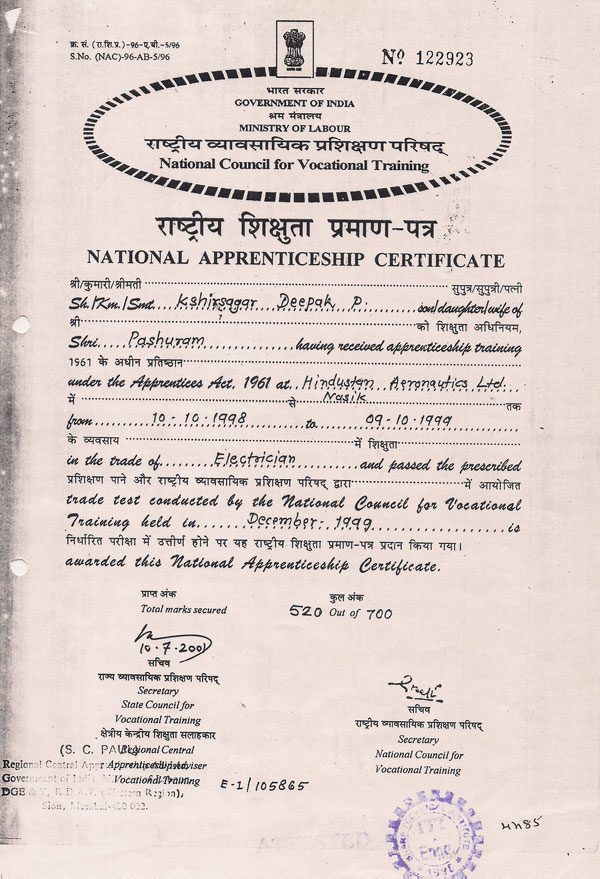 क्र. सं. (रा.शि.प्र.)-96-ए.बी.-5/96
S.No. (NAC)-96-AB-5/96
No 122923
भारत सरकार
GOVERNMENT OF INDIA
श्रम मंत्रालय
MINISTRY OF LABOUR
राष्ट्रीय व्यावसायिक प्रशिक्षण परिषद्
National Council for Vocational Training
राष्ट्रीय शिक्षुता प्रमाण-पत्र
NATIONAL APPRENTICESHIP CERTIFICATE
श्री/कुमारी/श्रीमती सुपुत्र/सुपुत्री/पत्नी
Sh./Km./Smt. Kshirsagar Deepak P. son/daughter/wife of
श्री को शिक्षुता अधिनियम,
Shri Pashuram having received apprenticeship training
1961 के अधीन प्रतिष्ठान
under the Apprentices Act, 1961 at Hindustan Aeronautics Ltd.
में से Nasik तक
from 10-10-1998 to 09-10-1999
के व्यवसाय में शिक्षुता
in the trade of Electrician and passed the prescribed
प्रशिक्षण पाने और राष्ट्रीय व्यावसायिक प्रशिक्षण परिषद् द्वारा में आयोजित
trade test conducted by the National Council for Vocational
Training held in December-1999 is
निर्धारित परीक्षा में उत्तीर्ण होने पर यह राष्ट्रीय शिक्षुता प्रमाण-पत्र प्रदान किया गया।
awarded this National Apprenticeship Certificate.
प्राप्त अंक कुल अंक
Total marks secured 520 Out of 700
10.7.2001
सचिव
राज्य व्यावसायिक प्रशिक्षण परिषद्
Secretary
State Council for
Vocational Training
क्षेत्रीय केन्द्रीय शिक्षुता सलाहकार
(S. C. PAUL)
Regional Central
Apprenticeship Adviser
Vocational Training
Sion, Mumbai-400 022.
E-1/105865
सचिव
राष्ट्रीय व्यावसायिक प्रशिक्षण परिषद्
Secretary
National Council for
Vocational Training